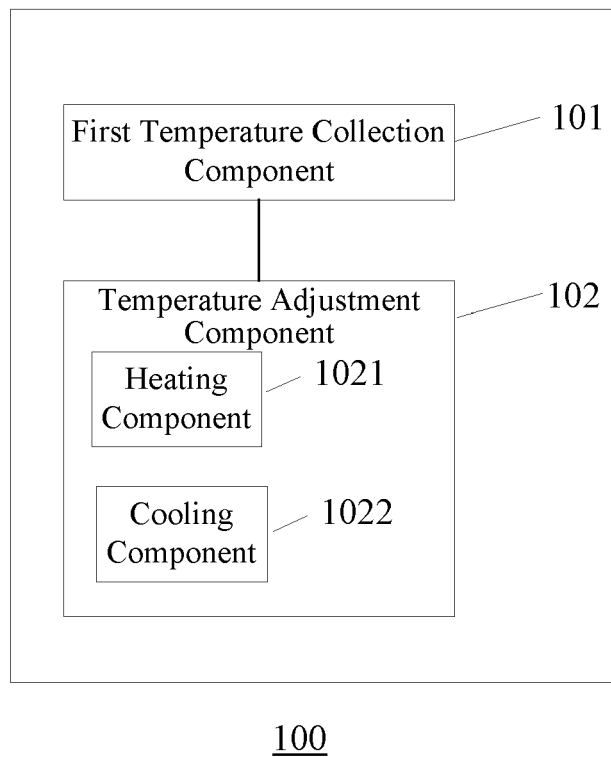 First Temperature Collection
Component
101
Temperature Adjustment
Component
102
Heating
Component
1021
Cooling
Component
1022
100